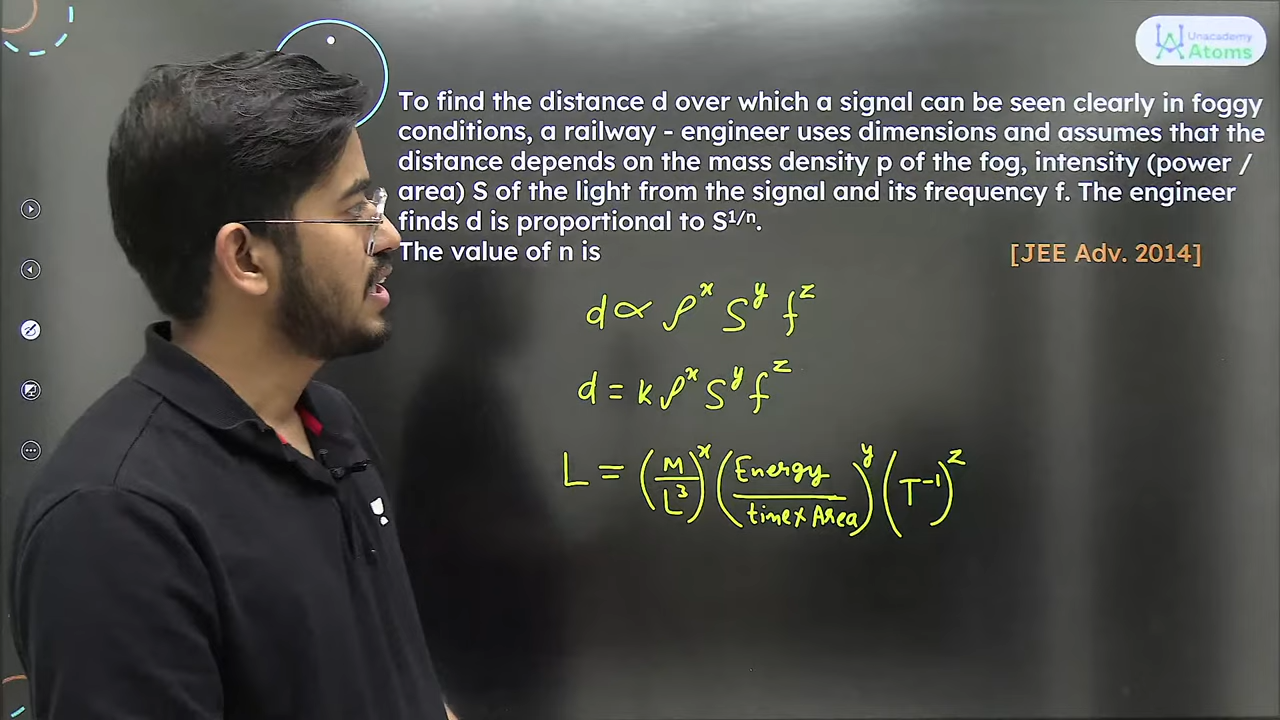 Unacademy
Atoms
To find the distance d over which a signal can be seen clearly in foggy
conditions, a railway - engineer uses dimensions and assumes that the
distance depends on the mass density p of the fog, intensity (power /
area) S of the light from the signal and its frequency f. The engineer
finds d is proportional to S^{1/n}.
The value of n is [JEE Adv. 2014]
d ∝ ρ^x S^y f^z
d = k ρ^x S^y f^z
L = (M/L³)^x (Energy/time×Area)^y (T⁻¹)^z